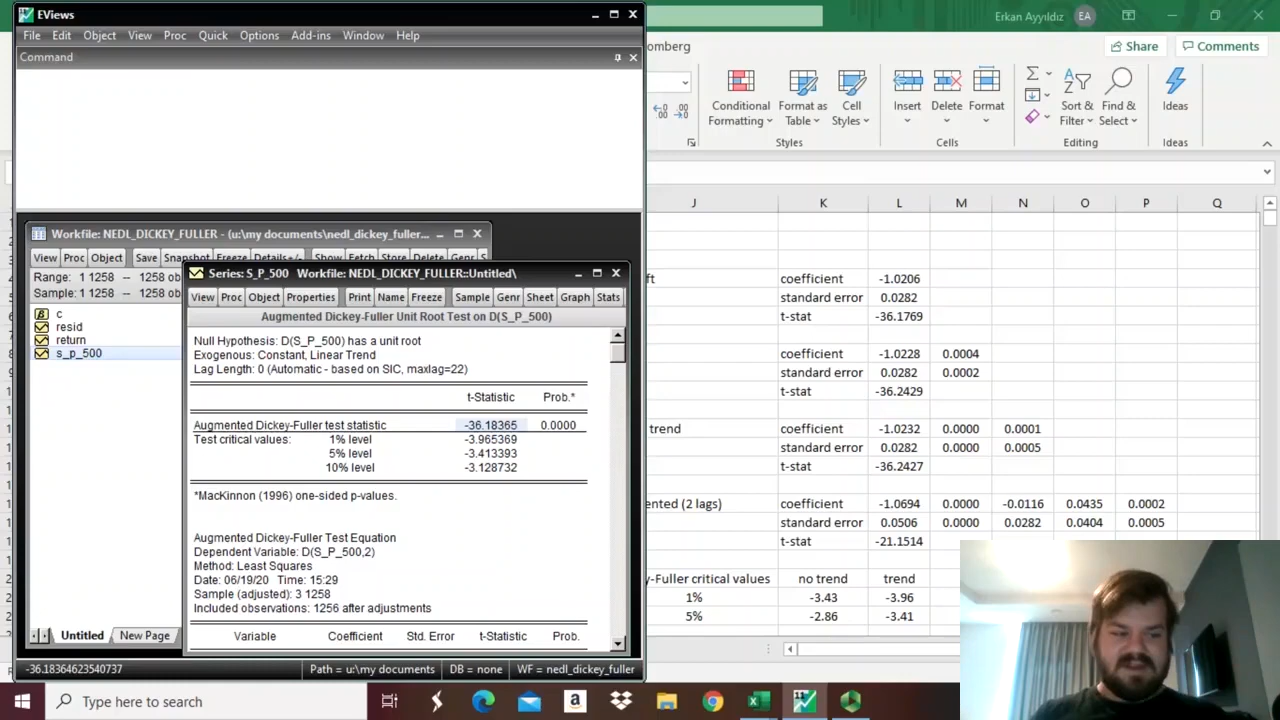 EViews
File Edit Object View Proc Quick Options Add-ins Window Help
Command
Workfile: NEDL_DICKEY_FULLER - (u:\my documents\nedl_dickey_fuller...
View Proc Object Save Snapshot Freeze Details+/- Show Fetch Store Delete Genr S
Range: 1 1258 -- 1258 ob
Sample: 1 1258 -- 1258 ob
c
resid
return
s_p_500
Untitled New Page
Series: S_P_500 Workfile: NEDL_DICKEY_FULLER::Untitled\
View Proc Object Properties Print Name Freeze Sample Genr Sheet Graph Stats
Augmented Dickey-Fuller Unit Root Test on D(S_P_500)
Null Hypothesis: D(S_P_500) has a unit root
Exogenous: Constant, Linear Trend
Lag Length: 0 (Automatic - based on SIC, maxlag=22)
t-Statistic Prob.*
Augmented Dickey-Fuller test statistic -36.18365 0.0000
Test critical values: 1% level -3.965369
5% level -3.413393
10% level -3.128732
*MacKinnon (1996) one-sided p-values.
Augmented Dickey-Fuller Test Equation
Dependent Variable: D(S_P_500,2)
Method: Least Squares
Date: 06/19/20 Time: 15:29
Sample (adjusted): 3 1258
Included observations: 1256 after adjustments
Variable Coefficient Std. Error t-Statistic Prob.
-36.18364623540737 Path = u:\my documents DB = none WF = nedl_dickey_fuller
Erkan Ayyıldız EA
omberg Share Comments
Conditional Formatting Format as Table Cell Styles Insert Delete Format Sort & Filter Find & Select Ideas
Styles Cells Editing Ideas
J K L M N O P Q
ft coefficient -1.0206
standard error 0.0282
t-stat -36.1769
coefficient -1.0228 0.0004
standard error 0.0282 0.0002
t-stat -36.2429
trend coefficient -1.0232 0.0000 0.0001
standard error 0.0282 0.0000 0.0005
t-stat -36.2427
ented (2 lags) coefficient -1.0694 0.0000 -0.0116 0.0435 0.0002
standard error 0.0506 0.0000 0.0282 0.0404 0.0005
t-stat -21.1514
y-Fuller critical values no trend trend
1% -3.43 -3.96
5% -2.86 -3.41
Type here to search